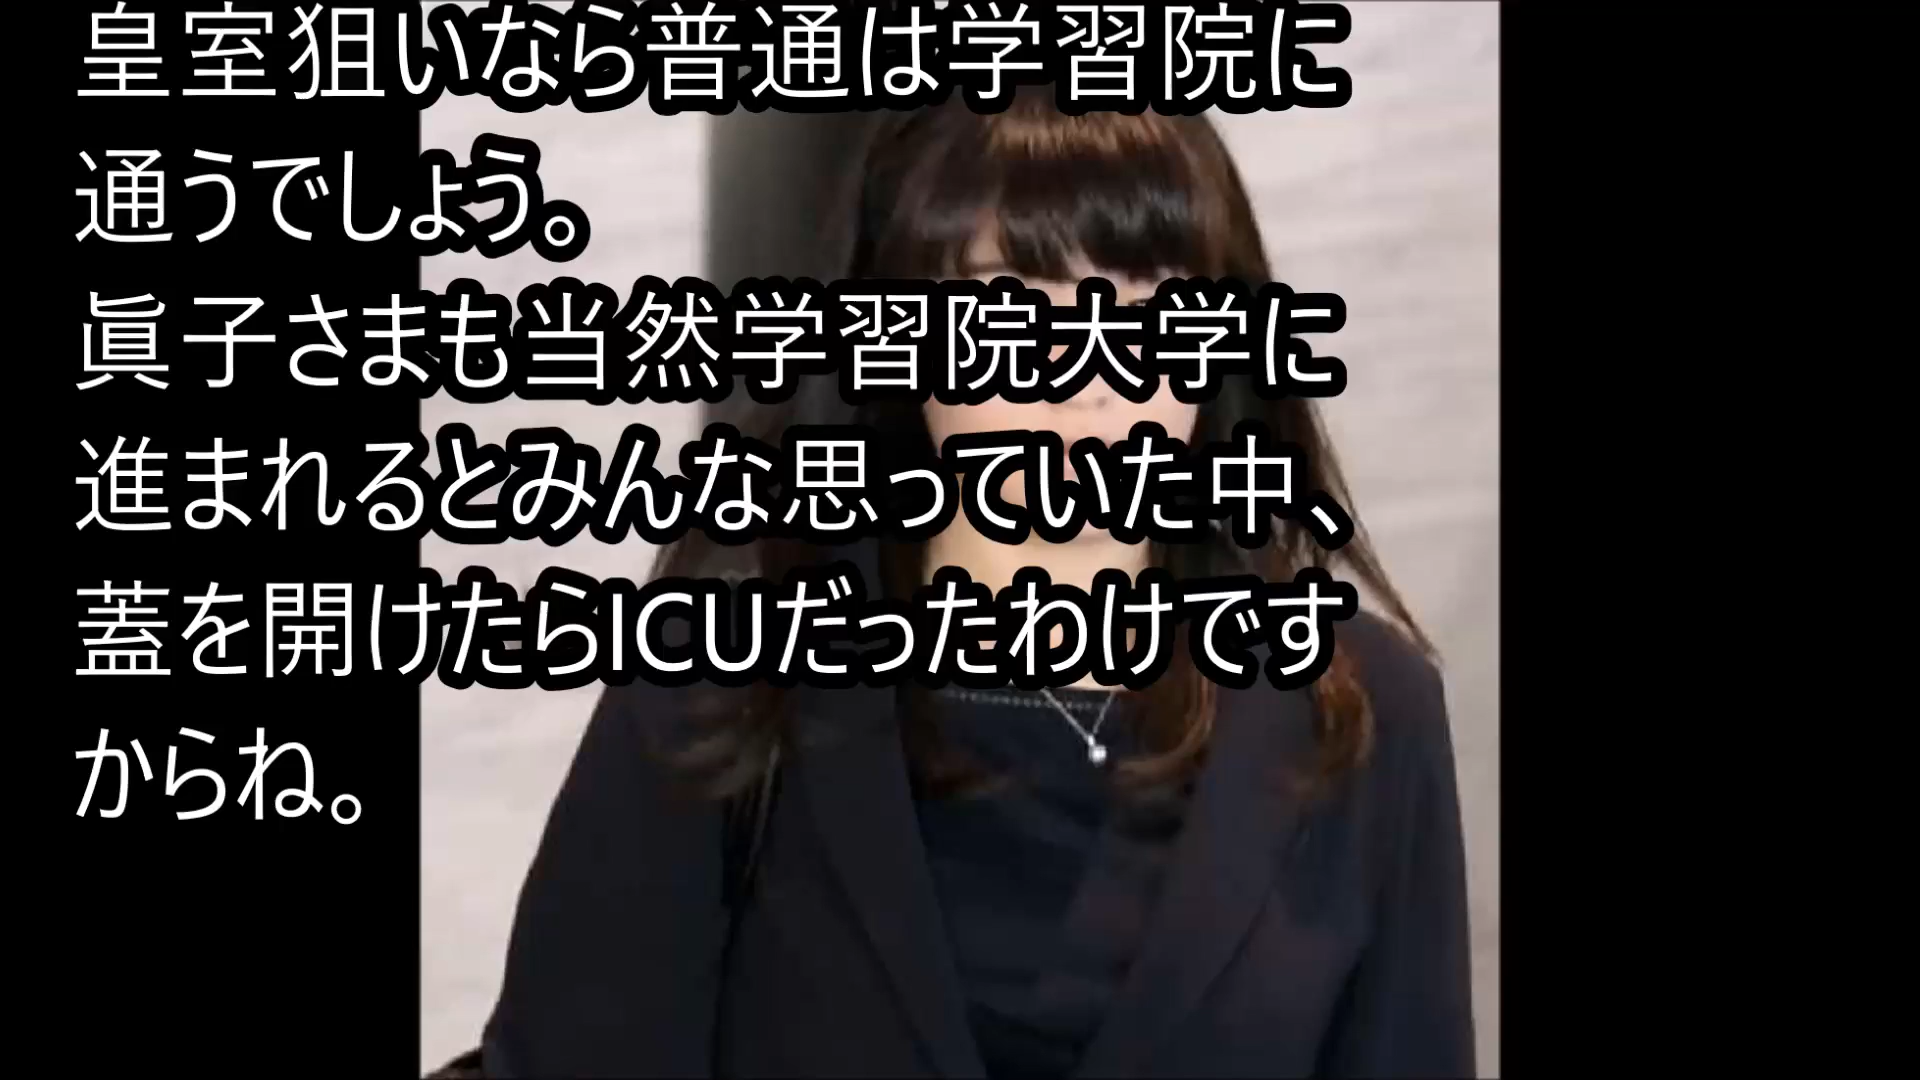 皇室狙いなら普通は学習院に
通うでしょう。
眞子さまも当然学習院大学に
進まれるとみんな思っていた中、
蓋を開けたらICUだったわけです
からね。